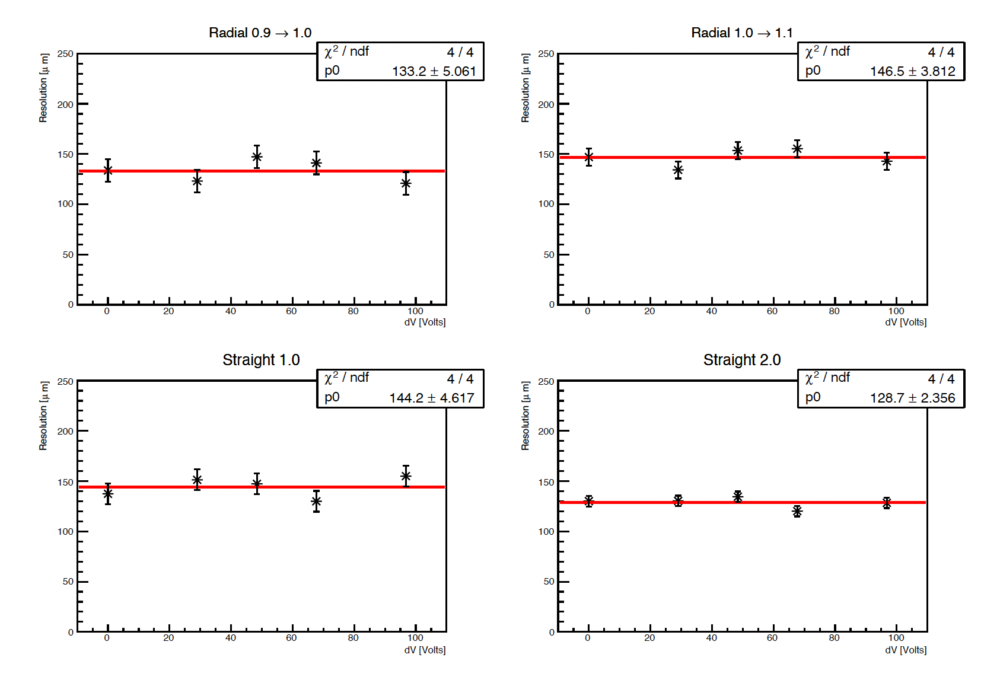 Radial 0.9 → 1.0
χ² / ndf 4 / 4
p0 133.2 ± 5.061
Resolution [μ m]
250
200
150
100
50
0
0 20 40 60 80 100
dV [Volts]
Radial 1.0 → 1.1
χ² / ndf 4 / 4
p0 146.5 ± 3.812
Resolution [μ m]
250
200
150
100
50
0
0 20 40 60 80 100
dV [Volts]
Straight 1.0
χ² / ndf 4 / 4
p0 144.2 ± 4.617
Resolution [μ m]
250
200
150
100
50
0
0 20 40 60 80 100
dV [Volts]
Straight 2.0
χ² / ndf 4 / 4
p0 128.7 ± 2.356
Resolution [μ m]
250
200
150
100
50
0
0 20 40 60 80 100
dV [Volts]